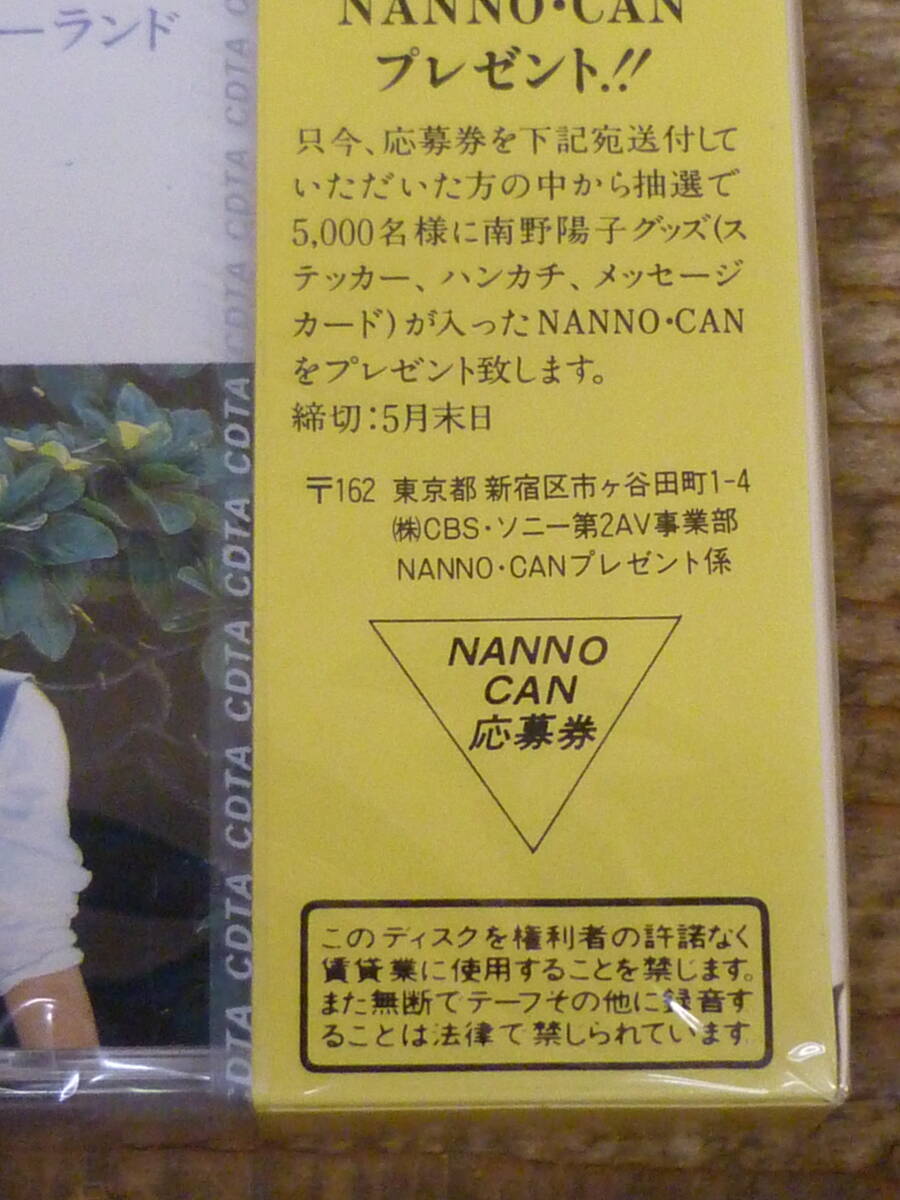 ーランド
NANNO・CAN
プレゼント!!
只今、応募券を下記宛送付して
いただいた方の中から抽選で
5,000名様に南野陽子グッズ(ス
テッカー、ハンカチ、メッセージ
カード)が入ったNANNO・CAN
をプレゼント致します。
締切:5月末日
〒162 東京都 新宿区市ヶ谷田町1-4
㈱CBS・ソニー第2AV事業部
NANNO・CANプレゼント係
NANNO
CAN
応募券
このディスクを権利者の許諾なく
賃貸業に使用することを禁じます。
また無断でテープその他に録音す
ることは法律で禁じられています
CDTA CDTA CDTA CDTA CDTA CDTA CDTA CDTA CDTA